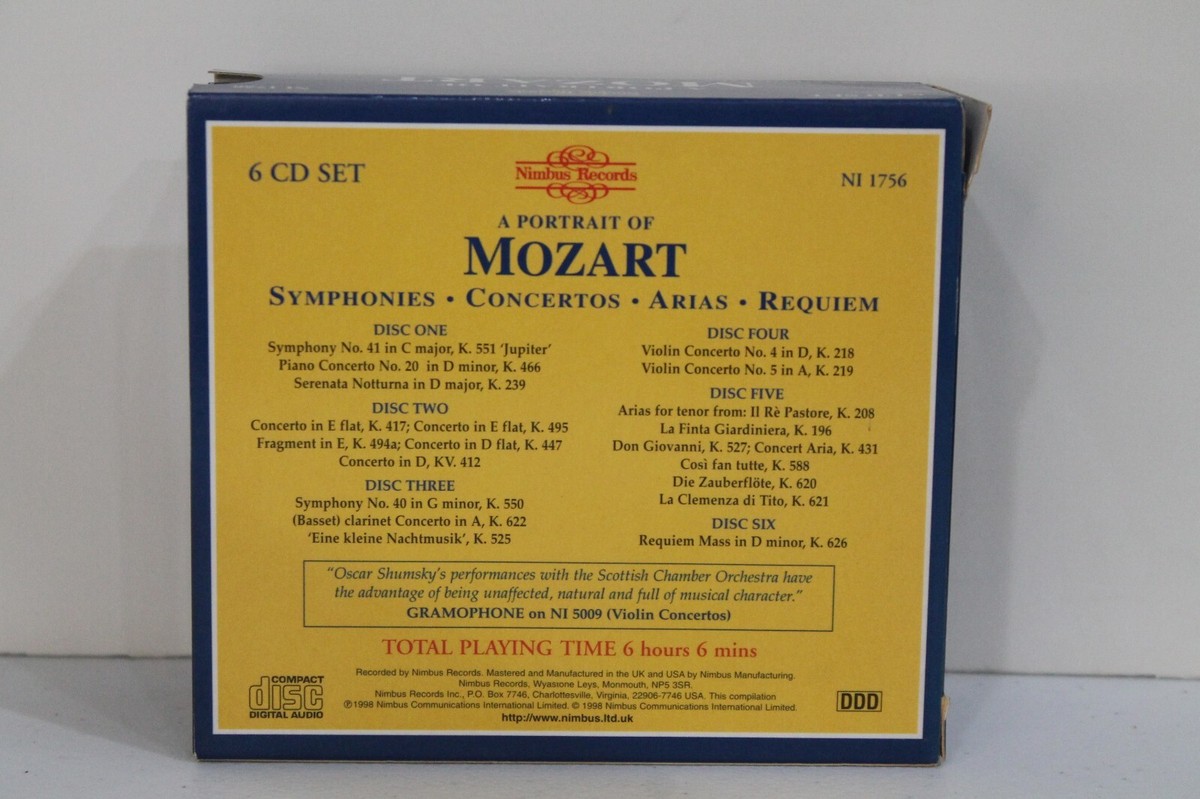 MOZART
6 CD SET
Nimbus Records
NI 1756
A PORTRAIT OF
MOZART
SYMPHONIES • CONCERTOS • ARIAS • REQUIEM
DISC ONE
Symphony No. 41 in C major, K. 551 ‘Jupiter’
Piano Concerto No. 20 in D minor, K. 466
Serenata Notturna in D major, K. 239
DISC TWO
Concerto in E flat, K. 417; Concerto in E flat, K. 495
Fragment in E, K. 494a; Concerto in D flat, K. 447
Concerto in D, KV. 412
DISC THREE
Symphony No. 40 in G minor, K. 550
(Basset) clarinet Concerto in A, K. 622
‘Eine kleine Nachtmusik’, K. 525
DISC FOUR
Violin Concerto No. 4 in D, K. 218
Violin Concerto No. 5 in A, K. 219
DISC FIVE
Arias for tenor from: Il Rè Pastore, K. 208
La Finta Giardiniera, K. 196
Don Giovanni, K. 527; Concert Aria, K. 431
Così fan tutte, K. 588
Die Zauberflöte, K. 620
La Clemenza di Tito, K. 621
DISC SIX
Requiem Mass in D minor, K. 626
“Oscar Shumsky’s performances with the Scottish Chamber Orchestra have
the advantage of being unaffected, natural and full of musical character.”
GRAMOPHONE on NI 5009 (Violin Concertos)
TOTAL PLAYING TIME 6 hours 6 mins
Recorded by Nimbus Records. Mastered and Manufactured in the UK and USA by Nimbus Manufacturing.
Nimbus Records, Wyastone Leys, Monmouth, NP5 3SR.
Nimbus Records Inc., P.O. Box 7746, Charlottesville, Virginia, 22906-7746 USA. This compilation
℗1998 Nimbus Communications International Limited. © 1998 Nimbus Communications International Limited.
http://www.nimbus.ltd.uk
COMPACT
disc
DIGITAL AUDIO
DDD